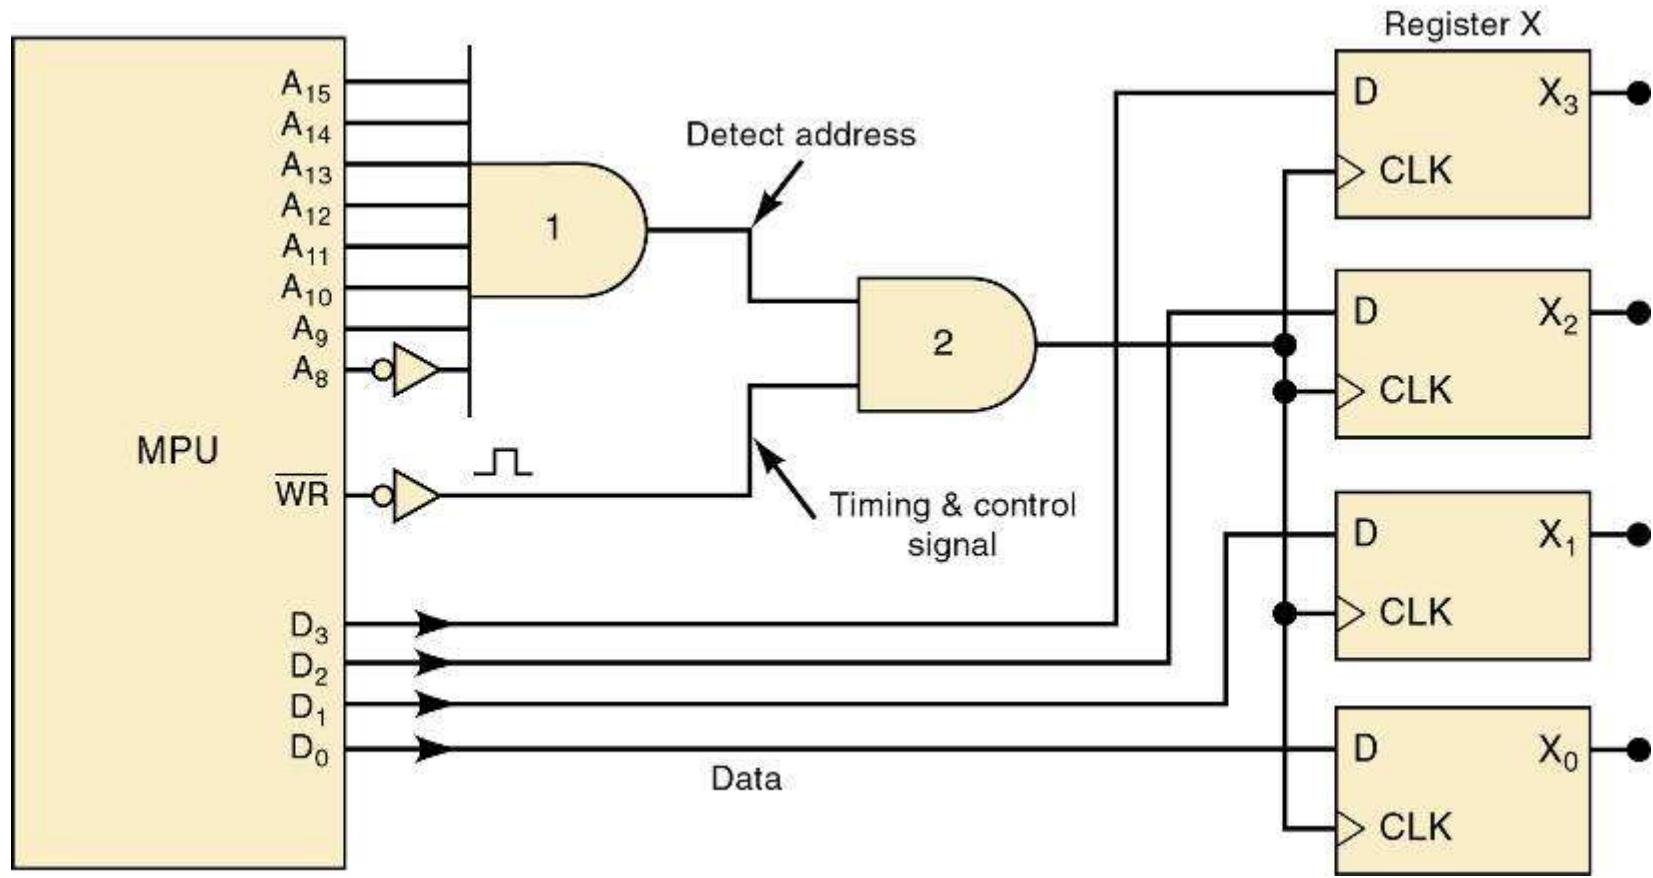 Register X
A₁₅
A₁₄
A₁₃
A₁₂
A₁₁
A₁₀
A₉
A₈
MPU
W̅R̅
D₃
D₂
D₁
D₀
1
Detect address
2
Timing & control
signal
Data
D X₃
CLK
D X₂
CLK
D X₁
CLK
D X₀
CLK